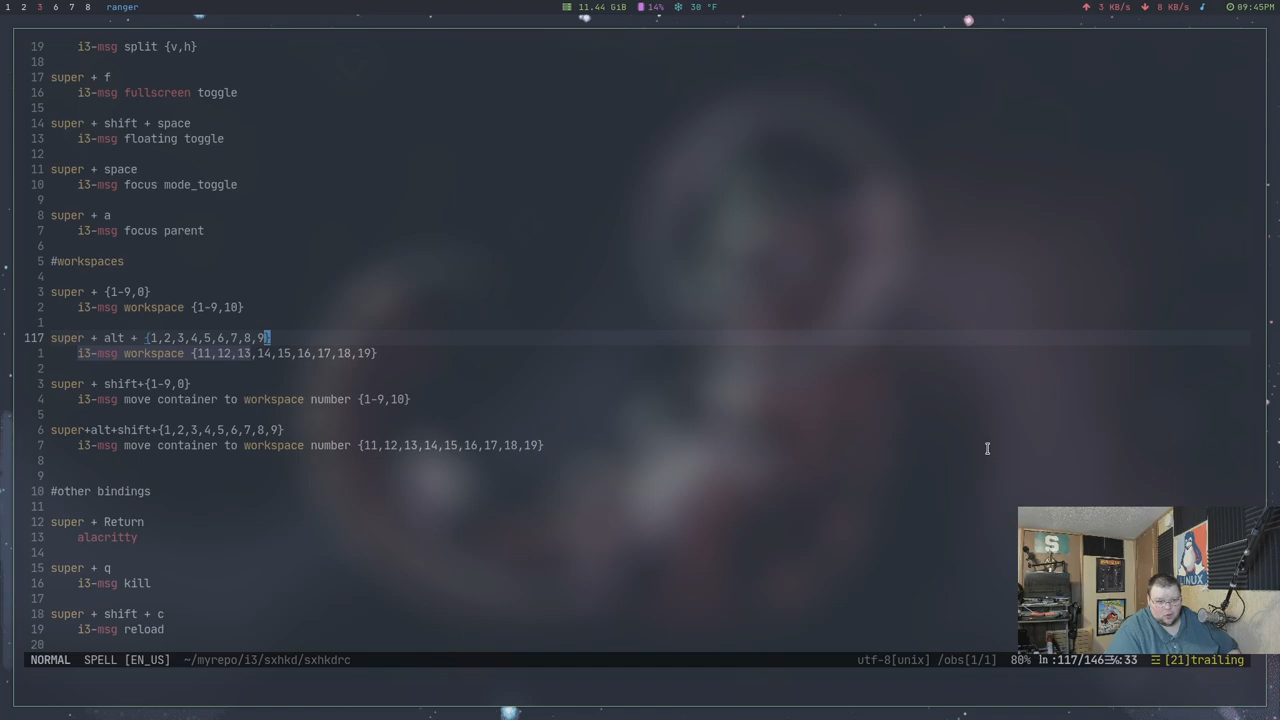 1 2 3 6 7 8 ranger 11.44 GiB 14% 30 °F 3 KB/s 8 KB/s 09:45PM
19 i3-msg split {v,h}
18
17 super + f
16 i3-msg fullscreen toggle
15
14 super + shift + space
13 i3-msg floating toggle
12
11 super + space
10 i3-msg focus mode_toggle
9
8 super + a
7 i3-msg focus parent
6
5 #workspaces
4
3 super + {1-9,0}
2 i3-msg workspace {1-9,10}
1
117 super + alt + {1,2,3,4,5,6,7,8,9}
1 i3-msg workspace {11,12,13,14,15,16,17,18,19}
2
3 super + shift+{1-9,0}
4 i3-msg move container to workspace number {1-9,10}
5
6 super+alt+shift+{1,2,3,4,5,6,7,8,9}
7 i3-msg move container to workspace number {11,12,13,14,15,16,17,18,19}
8
9
10 #other bindings
11
12 super + Return
13 alacritty
14
15 super + q
16 i3-msg kill
17
18 super + shift + c
19 i3-msg reload
20
S
LINUX
NORMAL SPELL [EN_US] ~/myrepo/i3/sxhkd/sxhkdrc utf-8[unix] /obs[1/1] 80% ln:117/146 :33 [21]trailing